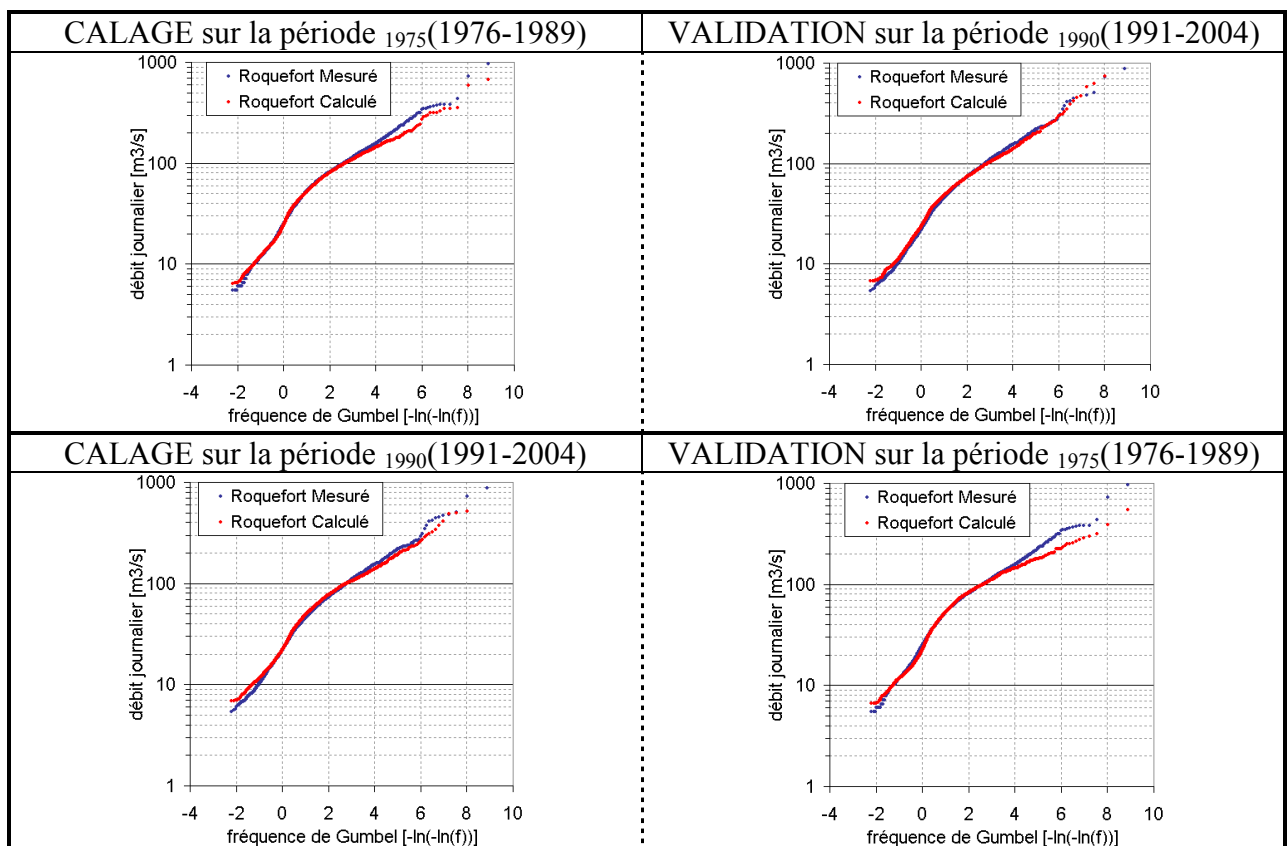 CALAGE sur la période 1975(1976-1989)
VALIDATION sur la période 1990(1991-2004)
1000
100
10
1
débit journalier [m3/s]
Roquefort Mesuré
Roquefort Calculé
-4 -2 0 2 4 6 8 10
fréquence de Gumbel [-ln(-ln(f))]
1000
100
10
1
débit journalier [m3/s]
Roquefort Mesuré
Roquefort Calculé
-4 -2 0 2 4 6 8 10
fréquence de Gumbel [-ln(-ln(f))]
CALAGE sur la période 1990(1991-2004)
VALIDATION sur la période 1975(1976-1989)
1000
100
10
1
débit journalier [m3/s]
Roquefort Mesuré
Roquefort Calculé
-4 -2 0 2 4 6 8 10
fréquence de Gumbel [-ln(-ln(f))]
1000
100
10
1
débit journalier [m3/s]
Roquefort Mesuré
Roquefort Calculé
-4 -2 0 2 4 6 8 10
fréquence de Gumbel [-ln(-ln(f))]